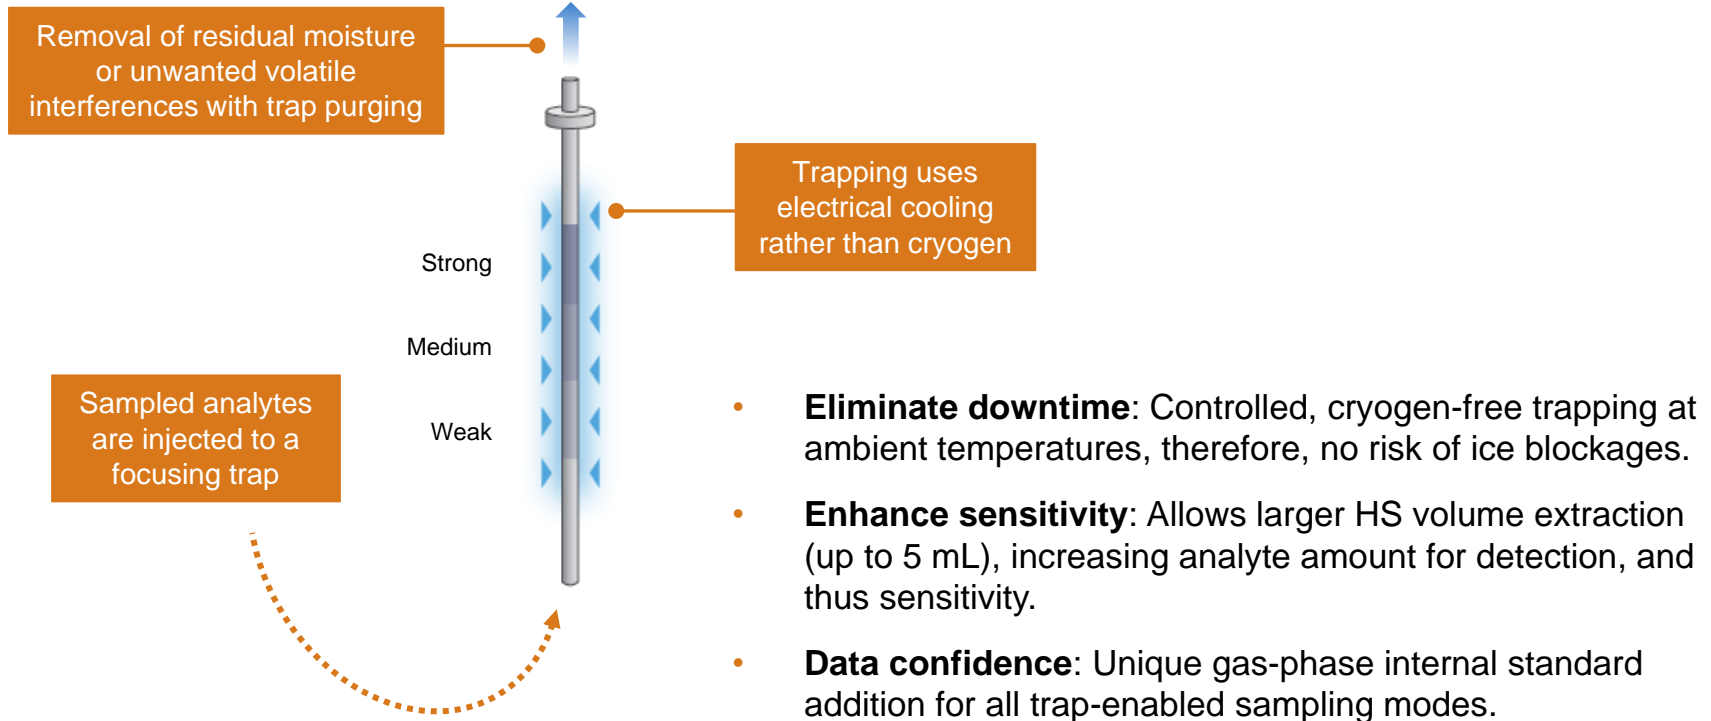 Removal of residual moisture
or unwanted volatile
interferences with trap purging
Trapping uses
electrical cooling
rather than cryogen
Strong
Medium
Weak
Sampled analytes
are injected to a
focusing trap
• Eliminate downtime: Controlled, cryogen-free trapping at
ambient temperatures, therefore, no risk of ice blockages.
• Enhance sensitivity: Allows larger HS volume extraction
(up to 5 mL), increasing analyte amount for detection, and
thus sensitivity.
• Data confidence: Unique gas-phase internal standard
addition for all trap-enabled sampling modes.